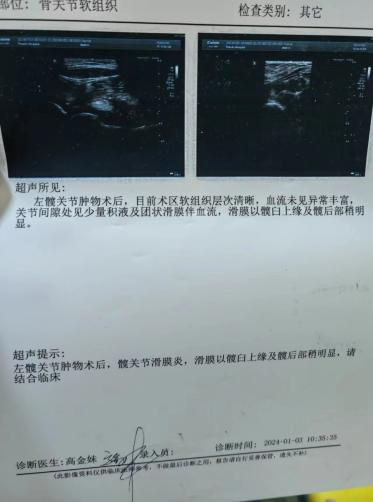 部位: 骨关节软组织
检查类别: 其它
超声所见:
左髋关节肿物术后，目前术区软组织层次清晰，血流未见异常丰富，
关节间隙处见少量积液及团状滑膜伴血流，滑膜以髋臼上缘及髋后部稍明
显。
超声提示:
左髋关节肿物术后，髋关节滑膜炎，滑膜以髋臼上缘及髋后部稍明显，请
结合临床
诊断医生: 高金妹
录入员:
诊断时间: 2024-01-03 10:35:35
(此影像资料仅供临床医师参考，不做最后诊断之用，报告请自行妥善保管，遗失不补)